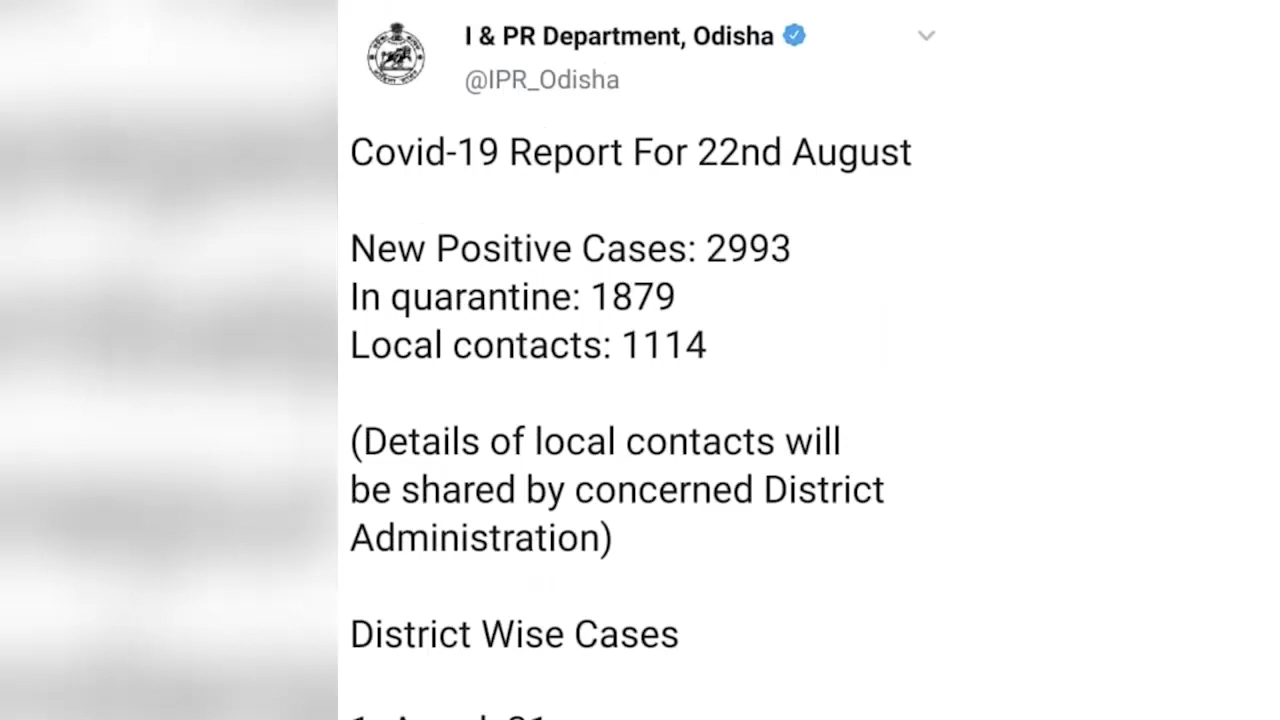 I & PR Department, Odisha
@IPR_Odisha
Covid-19 Report For 22nd August
New Positive Cases: 2993
In quarantine: 1879
Local contacts: 1114
(Details of local contacts will
be shared by concerned District
Administration)
District Wise Cases